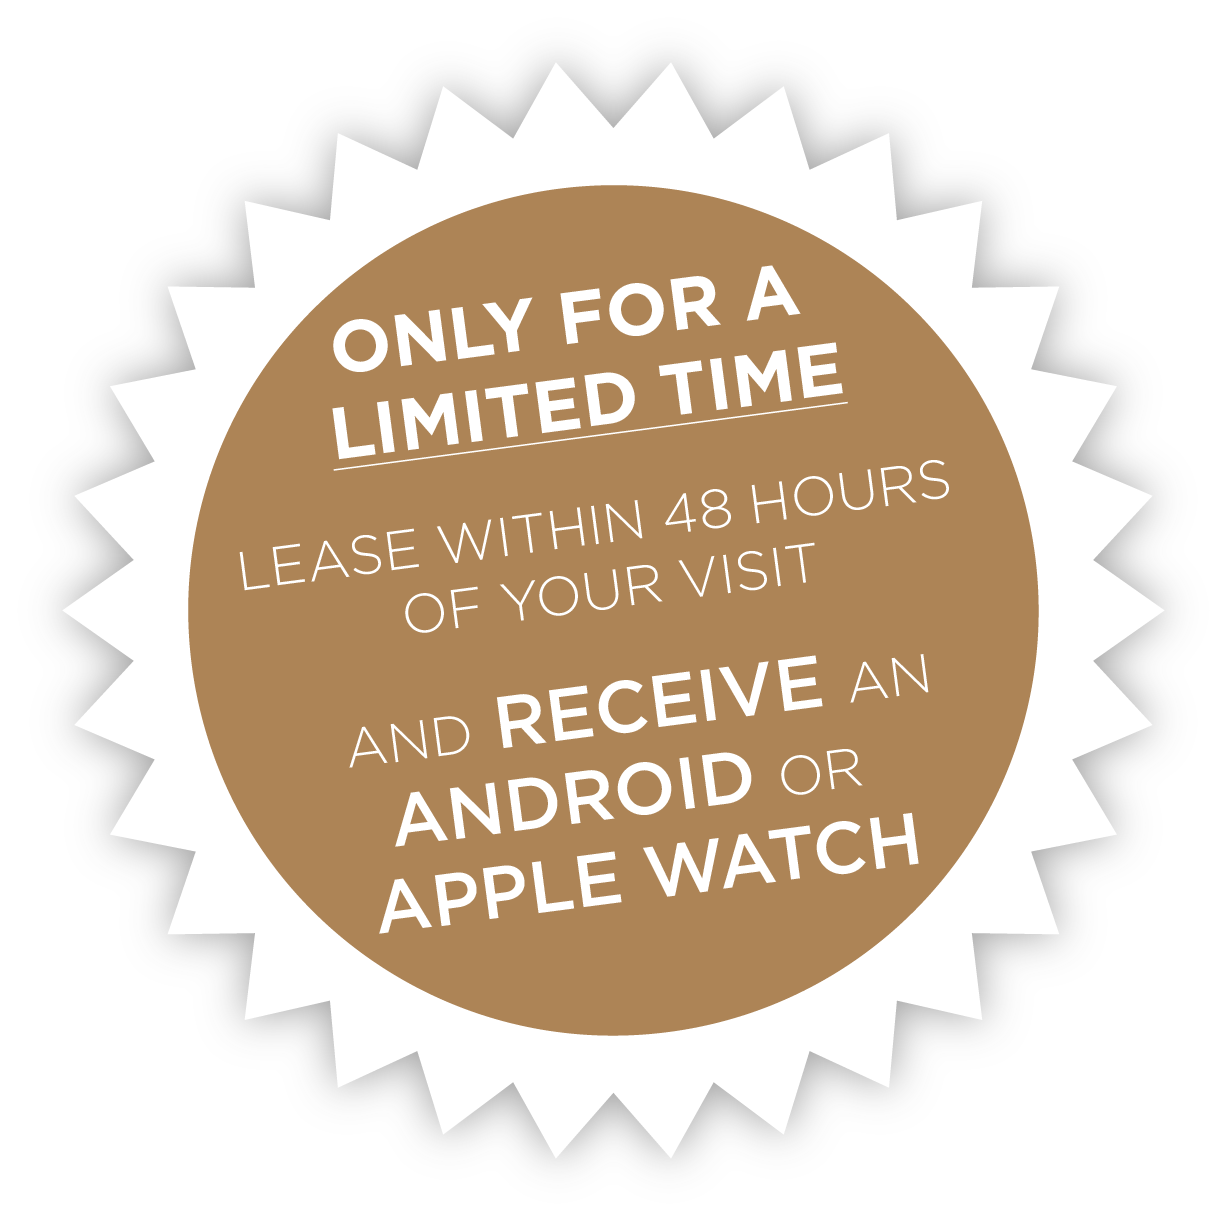 ONLY FOR A
LIMITED TIME
LEASE WITHIN 48 HOURS
OF YOUR VISIT
AND RECEIVE AN
ANDROID OR
APPLE WATCH